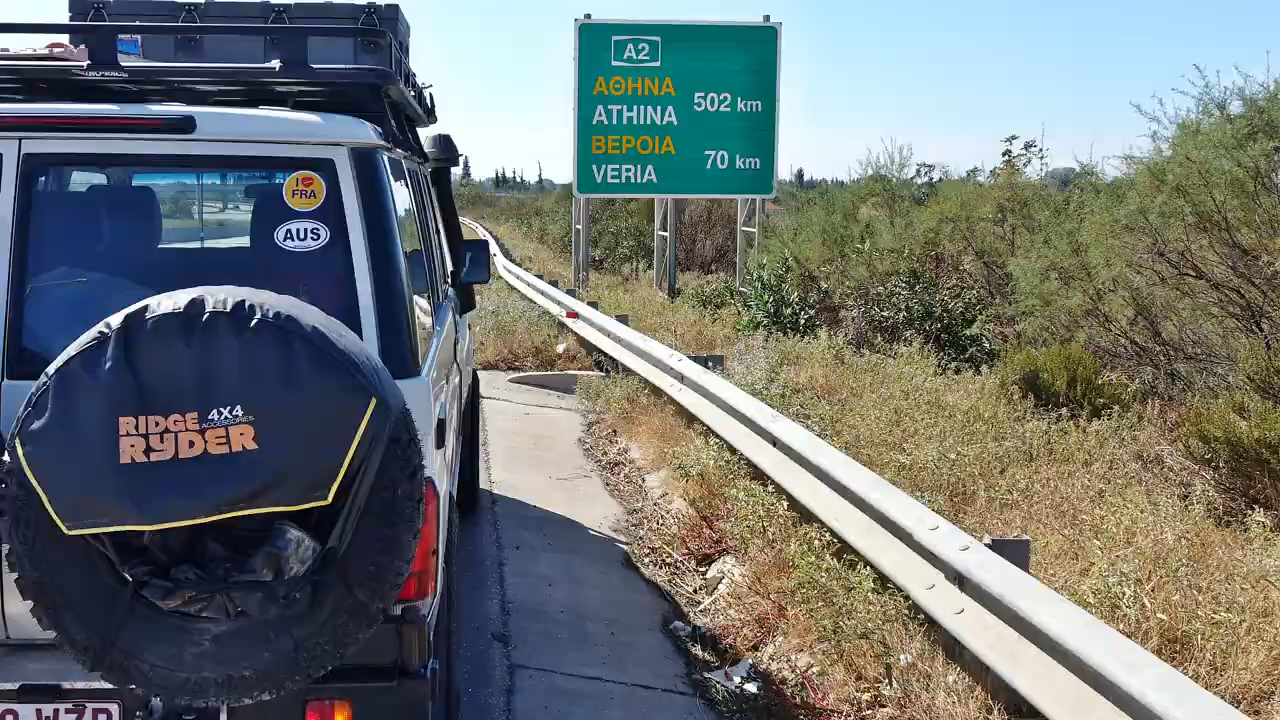 A2
ΑΘΗΝΑ
ATHINA 502 km
ΒΕΡΟΙΑ
VERIA 70 km
I ♥
FRA
AUS
RIDGE 4X4
ACCESSORIES
RYDER